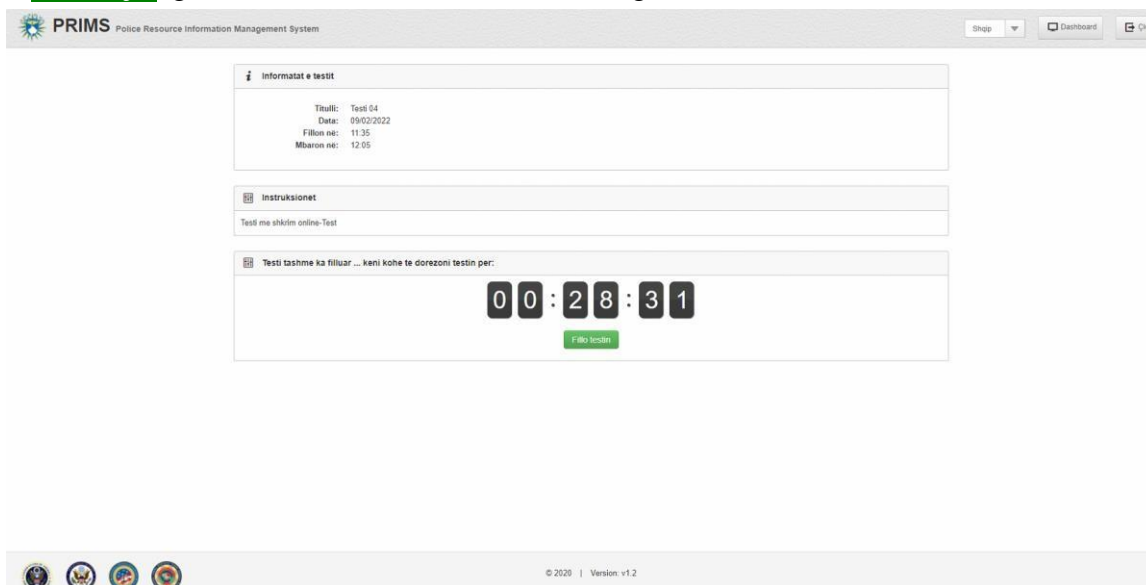 PRIMS Police Resource Information Management System
Shqip
Dashboard
Informatat e testit
Titulli: Testi 04
Data: 09/02/2022
Fillon ne: 11:35
Mbaron ne: 12:05
Instruksionet
Testi me shkrim online-Test
Testi tashme ka filluar ... keni kohe te dorezoni testin per:
00:28:31
Fillo testin
© 2020 | Version: v1.2